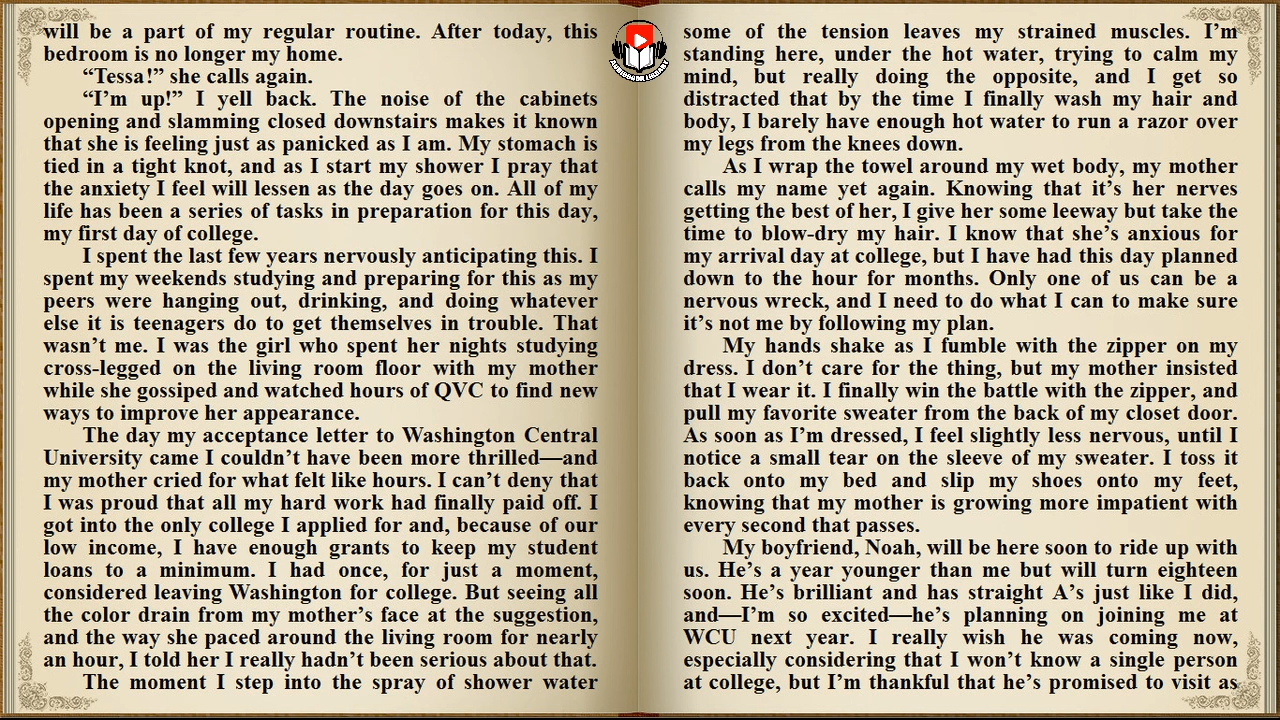 will be a part of my regular routine. After today, this
bedroom is no longer my home.
“Tessa!” she calls again.
“I’m up!” I yell back. The noise of the cabinets
opening and slamming closed downstairs makes it known
that she is feeling just as panicked as I am. My stomach is
tied in a tight knot, and as I start my shower I pray that
the anxiety I feel will lessen as the day goes on. All of my
life has been a series of tasks in preparation for this day,
my first day of college.
I spent the last few years nervously anticipating this. I
spent my weekends studying and preparing for this as my
peers were hanging out, drinking, and doing whatever
else it is teenagers do to get themselves in trouble. That
wasn’t me. I was the girl who spent her nights studying
cross-legged on the living room floor with my mother
while she gossiped and watched hours of QVC to find new
ways to improve her appearance.
The day my acceptance letter to Washington Central
University came I couldn’t have been more thrilled—and
my mother cried for what felt like hours. I can’t deny that
I was proud that all my hard work had finally paid off. I
got into the only college I applied for and, because of our
low income, I have enough grants to keep my student
loans to a minimum. I had once, for just a moment,
considered leaving Washington for college. But seeing all
the color drain from my mother’s face at the suggestion,
and the way she paced around the living room for nearly
an hour, I told her I really hadn’t been serious about that.
The moment I step into the spray of shower water
AUDIOBOOK LIBRARY
some of the tension leaves my strained muscles. I’m
standing here, under the hot water, trying to calm my
mind, but really doing the opposite, and I get so
distracted that by the time I finally wash my hair and
body, I barely have enough hot water to run a razor over
my legs from the knees down.
As I wrap the towel around my wet body, my mother
calls my name yet again. Knowing that it’s her nerves
getting the best of her, I give her some leeway but take the
time to blow-dry my hair. I know that she’s anxious for
my arrival day at college, but I have had this day planned
down to the hour for months. Only one of us can be a
nervous wreck, and I need to do what I can to make sure
it’s not me by following my plan.
My hands shake as I fumble with the zipper on my
dress. I don’t care for the thing, but my mother insisted
that I wear it. I finally win the battle with the zipper, and
pull my favorite sweater from the back of my closet door.
As soon as I’m dressed, I feel slightly less nervous, until I
notice a small tear on the sleeve of my sweater. I toss it
back onto my bed and slip my shoes onto my feet,
knowing that my mother is growing more impatient with
every second that passes.
My boyfriend, Noah, will be here soon to ride up with
us. He’s a year younger than me but will turn eighteen
soon. He’s brilliant and has straight A’s just like I did,
and—I’m so excited—he’s planning on joining me at
WCU next year. I really wish he was coming now,
especially considering that I won’t know a single person
at college, but I’m thankful that he’s promised to visit as